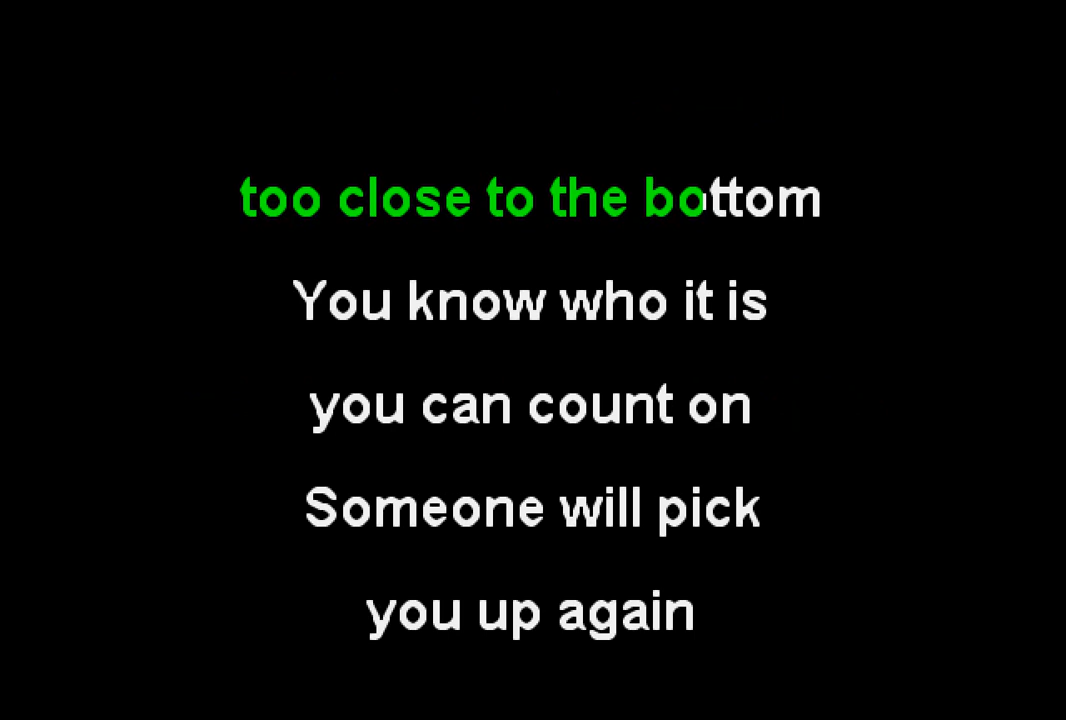 too close to the bottom
You know who it is
you can count on
Someone will pick
you up again